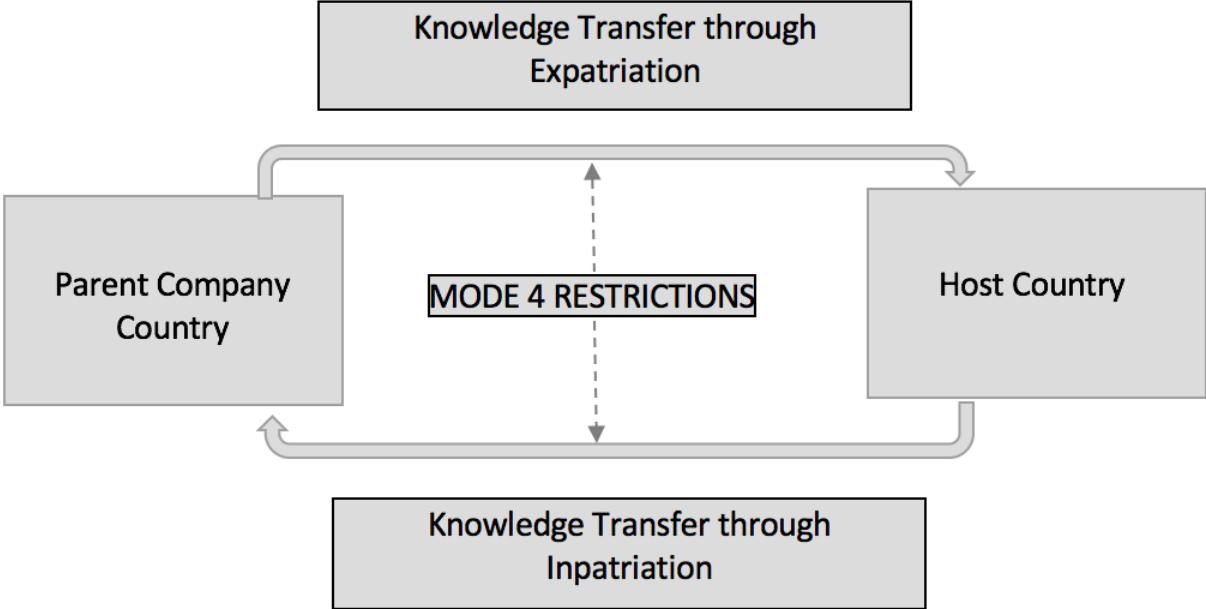 Knowledge Transfer through
Expatriation
Parent Company
Country
MODE 4 RESTRICTIONS
Host Country
Knowledge Transfer through
Inpatriation